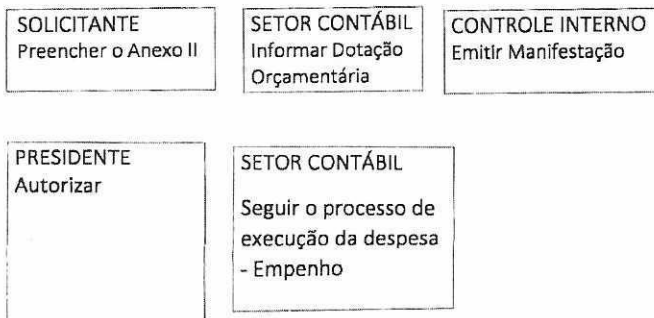 SOLICITANTE
Preencher o Anexo II
SETOR CONTÁBIL
Informar Dotação
Orçamentária
CONTROLE INTERNO
Emitir Manifestação
PRESIDENTE
Autorizar
SETOR CONTÁBIL
Seguir o processo de
execução da despesa
- Empenho